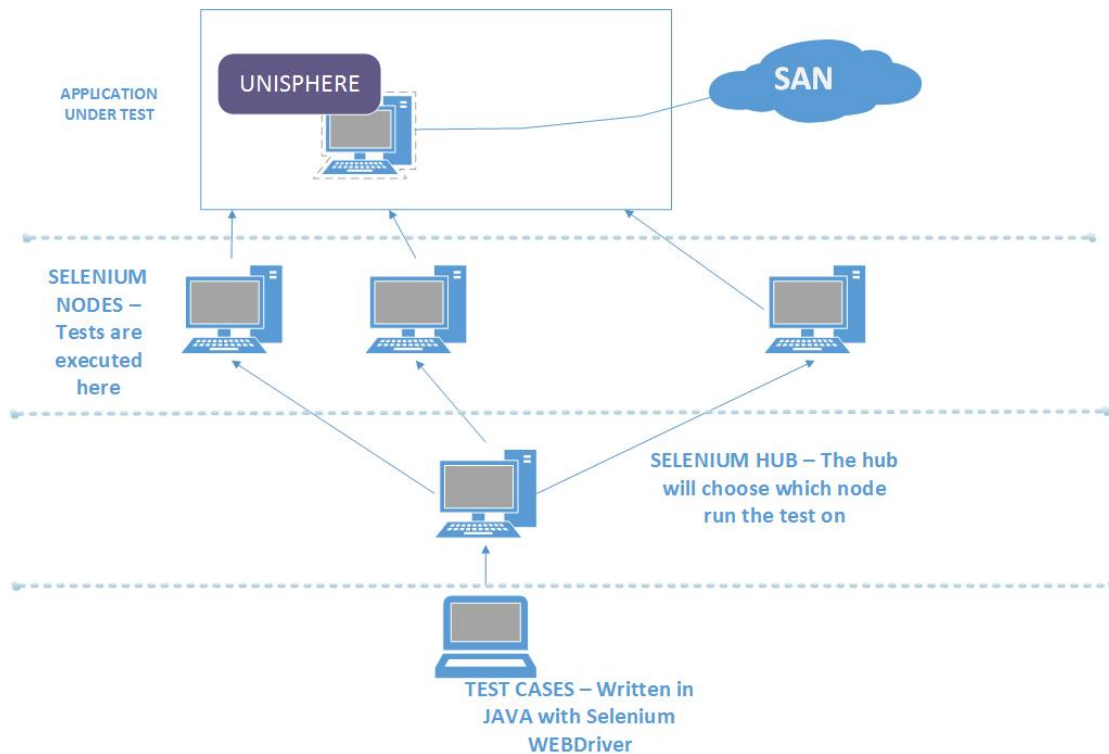 UNISPHERE
SAN
APPLICATION
UNDER TEST
SELENIUM
NODES –
Tests are
executed
here
SELENIUM HUB – The hub
will choose which node
run the test on
TEST CASES – Written in
JAVA with Selenium
WEBDriver